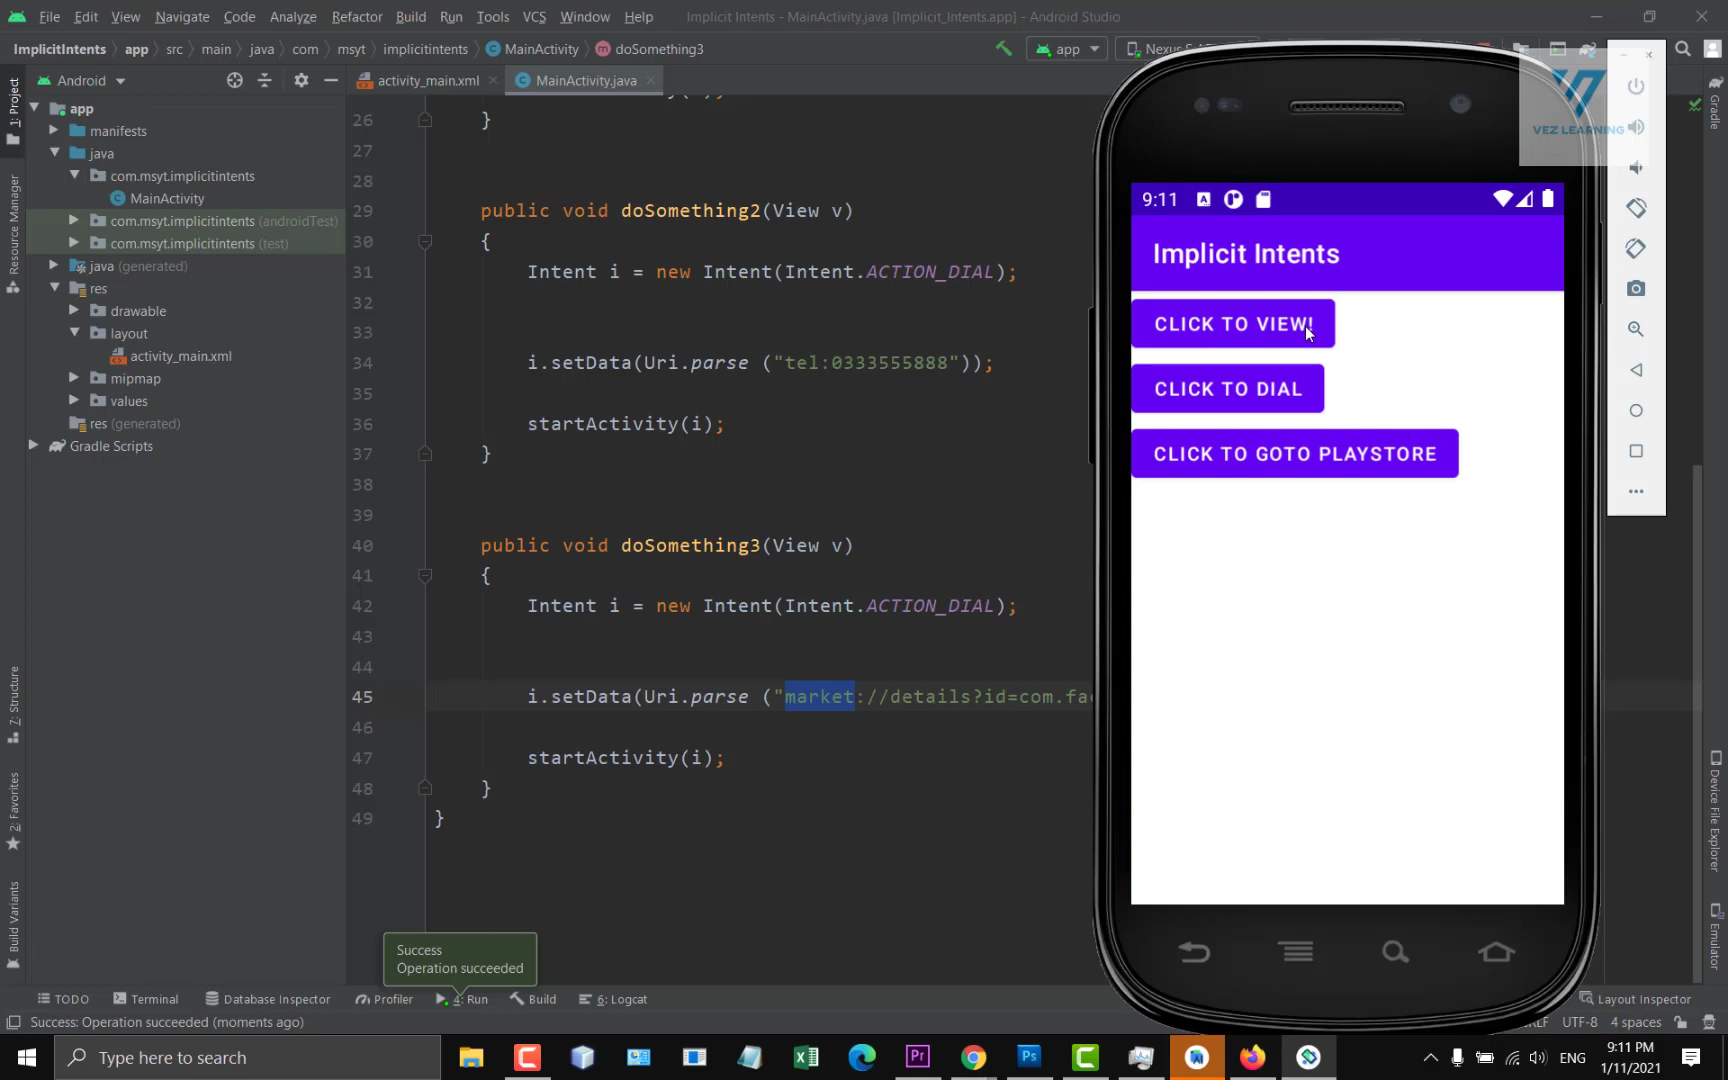 File Edit View Navigate Code Analyze Refactor Build Run Tools VCS Window Help Implicit Intents - MainActivity.java [Implicit_Intents.app] - Android Studio
ImplicitIntents app src main java com msyt implicitintents MainActivity doSomething3 app Nexus S
Android activity_main.xml MainActivity.java
1: Project
Resource Manager
7: Structure
2: Favorites
Build Variants
app
manifests
java
com.msyt.implicitintents
MainActivity
com.msyt.implicitintents (androidTest)
com.msyt.implicitintents (test)
java (generated)
res
drawable
layout
activity_main.xml
mipmap
values
res (generated)
Gradle Scripts
26 }
27
28
29 public void doSomething2(View v)
30 {
31 Intent i = new Intent(Intent.ACTION_DIAL);
32
33
34 i.setData(Uri.parse ("tel:0333555888"));
35
36 startActivity(i);
37 }
38
39
40 public void doSomething3(View v)
41 {
42 Intent i = new Intent(Intent.ACTION_DIAL);
43
44
45 i.setData(Uri.parse ("market://details?id=com.fac
46
47 startActivity(i);
48 }
49 }
VEZ LEARNING
9:11
Implicit Intents
CLICK TO VIEW!
CLICK TO DIAL
CLICK TO GOTO PLAYSTORE
Gradle
Device File Explorer
Emulator
Success
Operation succeeded
TODO Terminal Database Inspector Profiler 4: Run Build 6: Logcat Layout Inspector
Success: Operation succeeded (moments ago) CRLF UTF-8 4 spaces
Type here to search
ENG
9:11 PM
1/11/2021